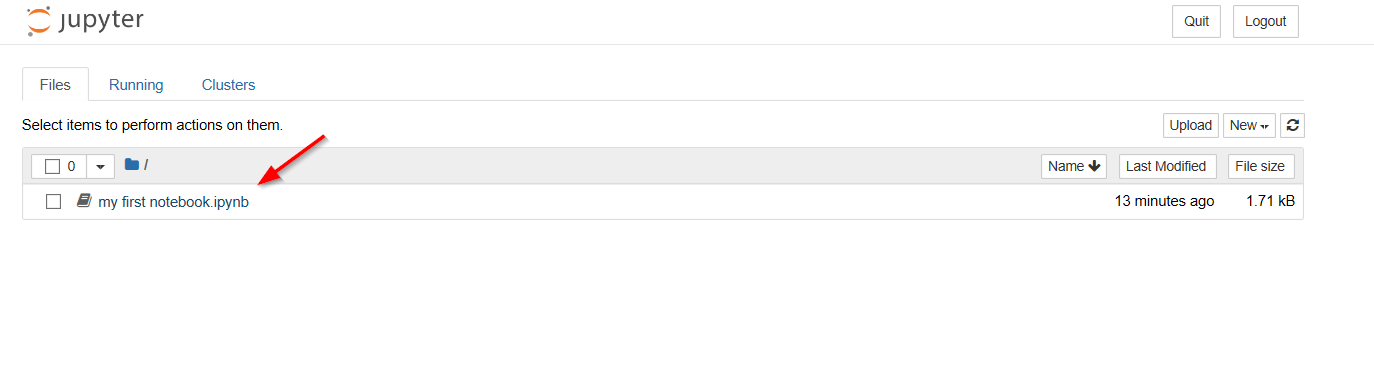 jupyter
Quit Logout
Files Running Clusters
Select items to perform actions on them.
Upload New
0 / Name Last Modified File size
my first notebook.ipynb 13 minutes ago 1.71 kB